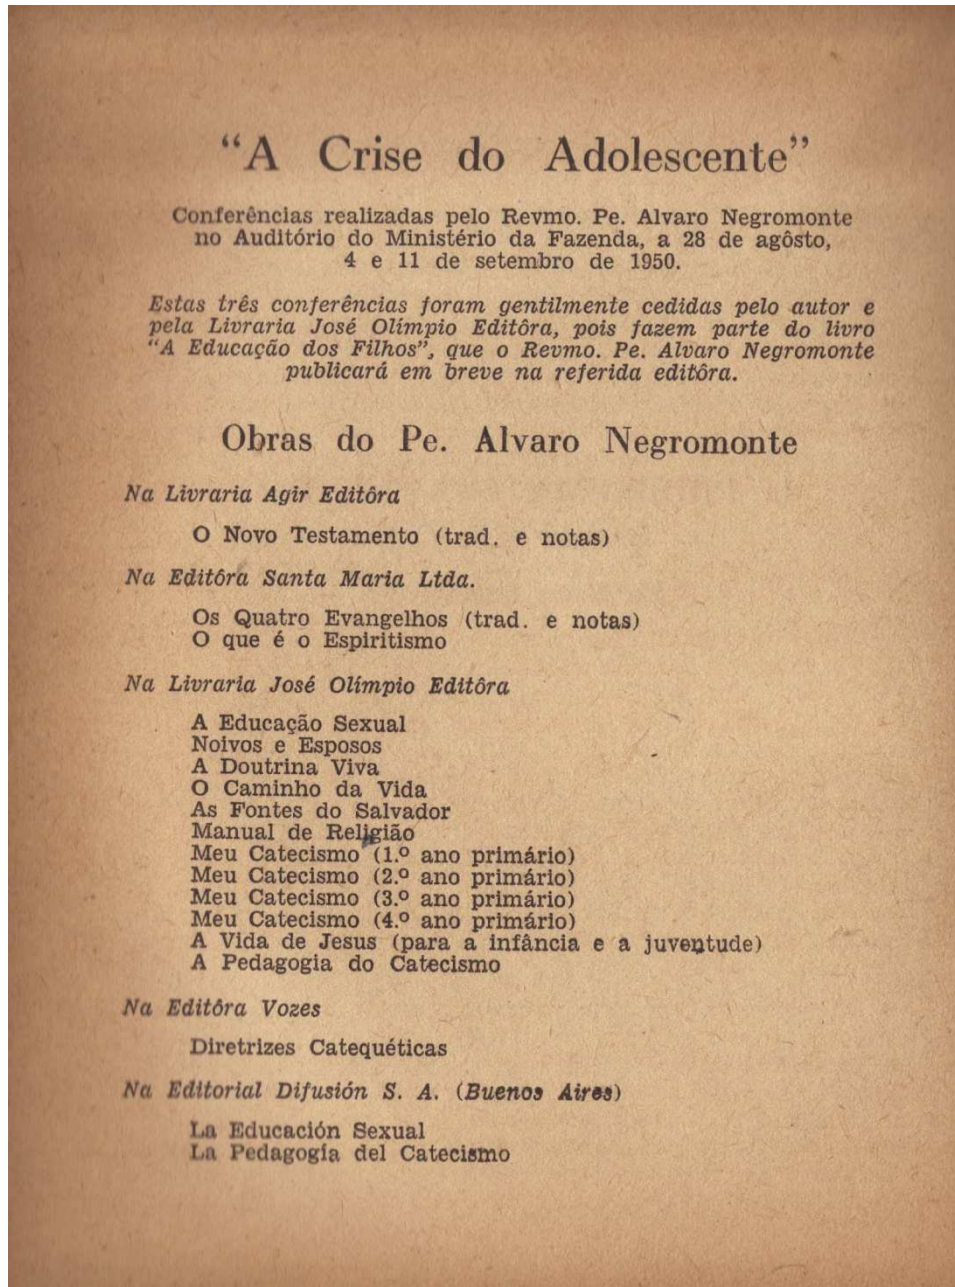 “A Crise do Adolescente”
Conferências realizadas pelo Revmo. Pe. Alvaro Negromonte
no Auditório do Ministério da Fazenda, a 28 de agôsto,
4 e 11 de setembro de 1950.
Estas três conferências foram gentilmente cedidas pelo autor e
pela Livraria José Olímpio Editôra, pois fazem parte do livro
“A Educação dos Filhos”, que o Revmo. Pe. Alvaro Negromonte
publicará em breve na referida editôra.
Obras do Pe. Alvaro Negromonte
Na Livraria Agir Editôra
O Novo Testamento (trad. e notas)
Na Editôra Santa Maria Ltda.
Os Quatro Evangelhos (trad. e notas)
O que é o Espiritismo
Na Livraria José Olímpio Editôra
A Educação Sexual
Noivos e Esposos
A Doutrina Viva
O Caminho da Vida
As Fontes do Salvador
Manual de Religião
Meu Catecismo (1.º ano primário)
Meu Catecismo (2.º ano primário)
Meu Catecismo (3.º ano primário)
Meu Catecismo (4.º ano primário)
A Vida de Jesus (para a infância e a juventude)
A Pedagogia do Catecismo
Na Editôra Vozes
Diretrizes Catequéticas
Na Editorial Difusión S. A. (Buenos Aires)
La Educación Sexual
La Pedagogía del Catecismo